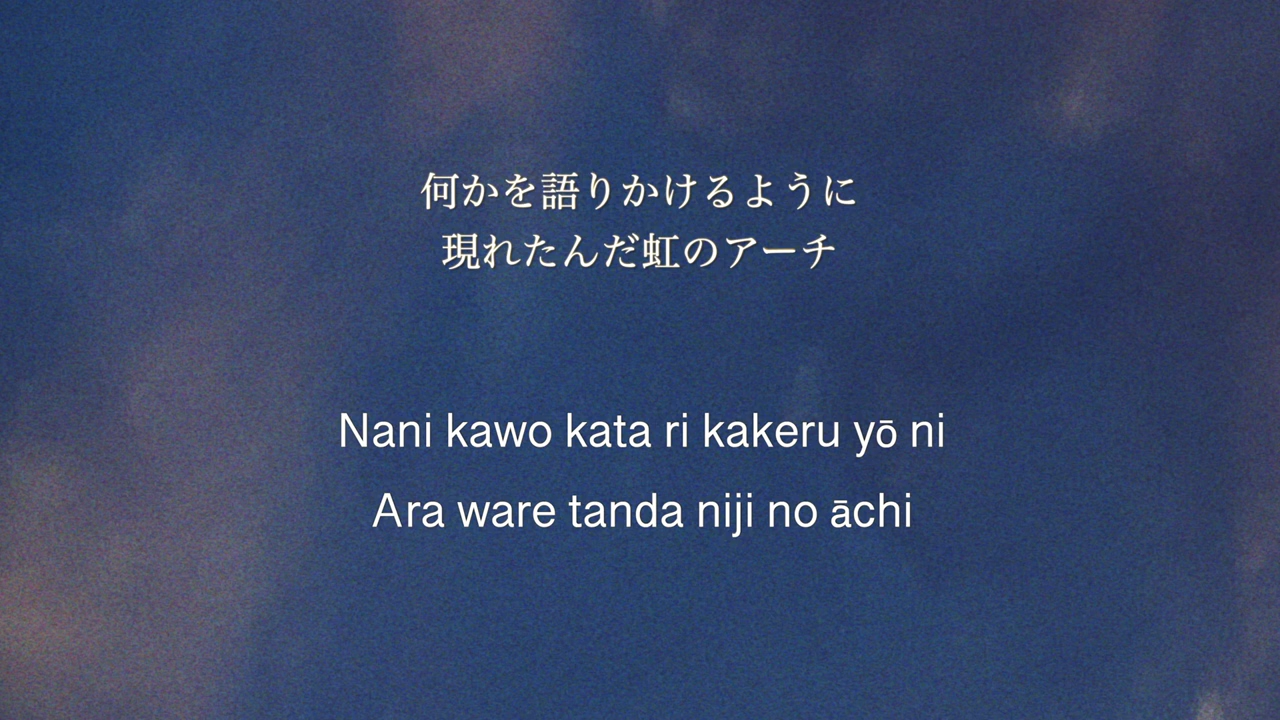 何かを語りかけるように
現れたんだ虹のアーチ
Nani kawo kata ri kakeru yō ni
Ara ware tanda niji no āchi